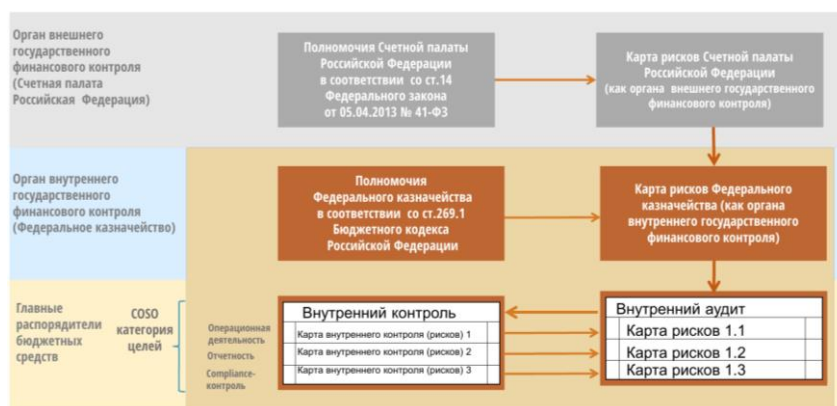 Орган внешнего
государственного
финансового контроля
(Счетная палата
Российская Федерация)
Полномочия Счетной палаты
Российской Федерации
в соответствии со ст.14
Федерального закона
от 05.04.2013 № 41-ФЗ
Карта рисков Счетной палаты
Российской Федерации
(как органа внешнего государственного
финансового контроля)
Орган внутреннего
государственного
финансового контроля
(Федеральное казначейство)
Полномочия
Федерального казначейства
в соответствии со ст.269.1
Бюджетного кодекса
Российской Федерации
Карта рисков Федерального
казначейства (как органа
внутреннего государственного
финансового контроля)
Главные
распорядители
бюджетных
средств
COSO
категория
целей
Операционная
деятельность
Отчетность
Compliance-
контроль
Внутренний контроль
Карта внутреннего контроля (рисков) 1
Карта внутреннего контроля (рисков) 2
Карта внутреннего контроля (рисков) 3
Внутренний аудит
Карта рисков 1.1
Карта рисков 1.2
Карта рисков 1.3